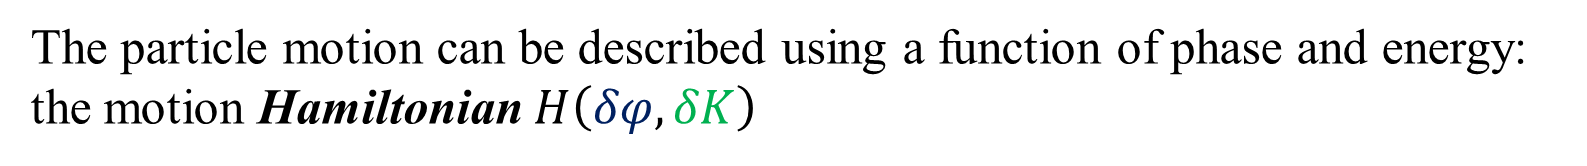 The particle motion can be described using a function of phase and energy:
the motion Hamiltonian H(δφ, δK)